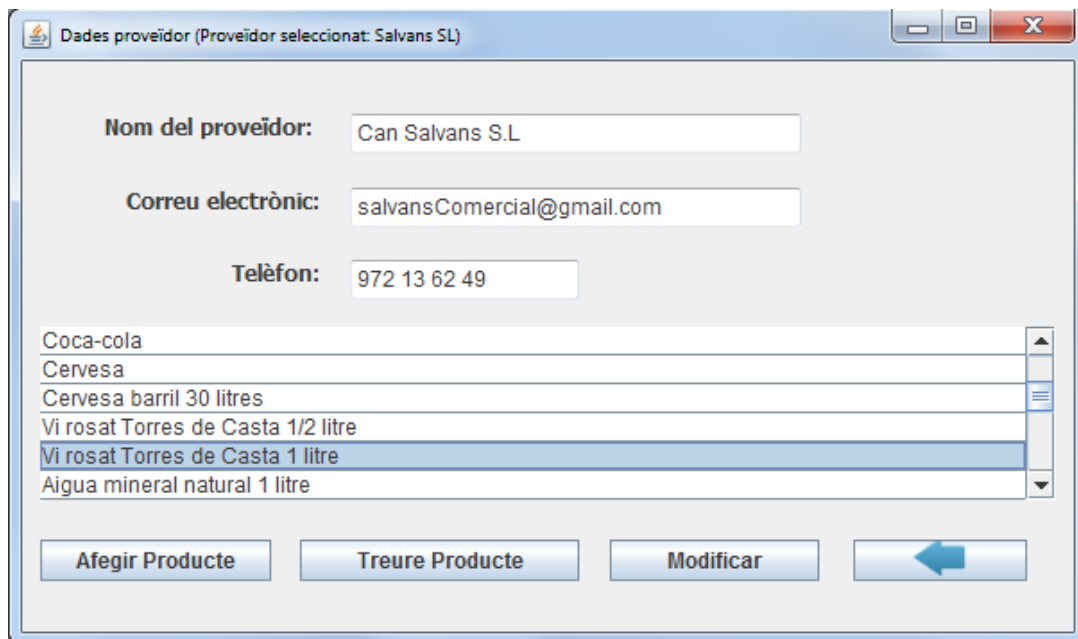 Dades proveïdor (Proveïdor seleccionat: Salvans SL)
Nom del proveïdor: Can Salvans S.L
Correu electrònic: salvansComercial@gmail.com
Telèfon: 972 13 62 49
Coca-cola
Cervesa
Cervesa barril 30 litres
Vi rosat Torres de Casta 1/2 litre
Vi rosat Torres de Casta 1 litre
Aigua mineral natural 1 litre
Afegir Producte Treure Producte Modificar